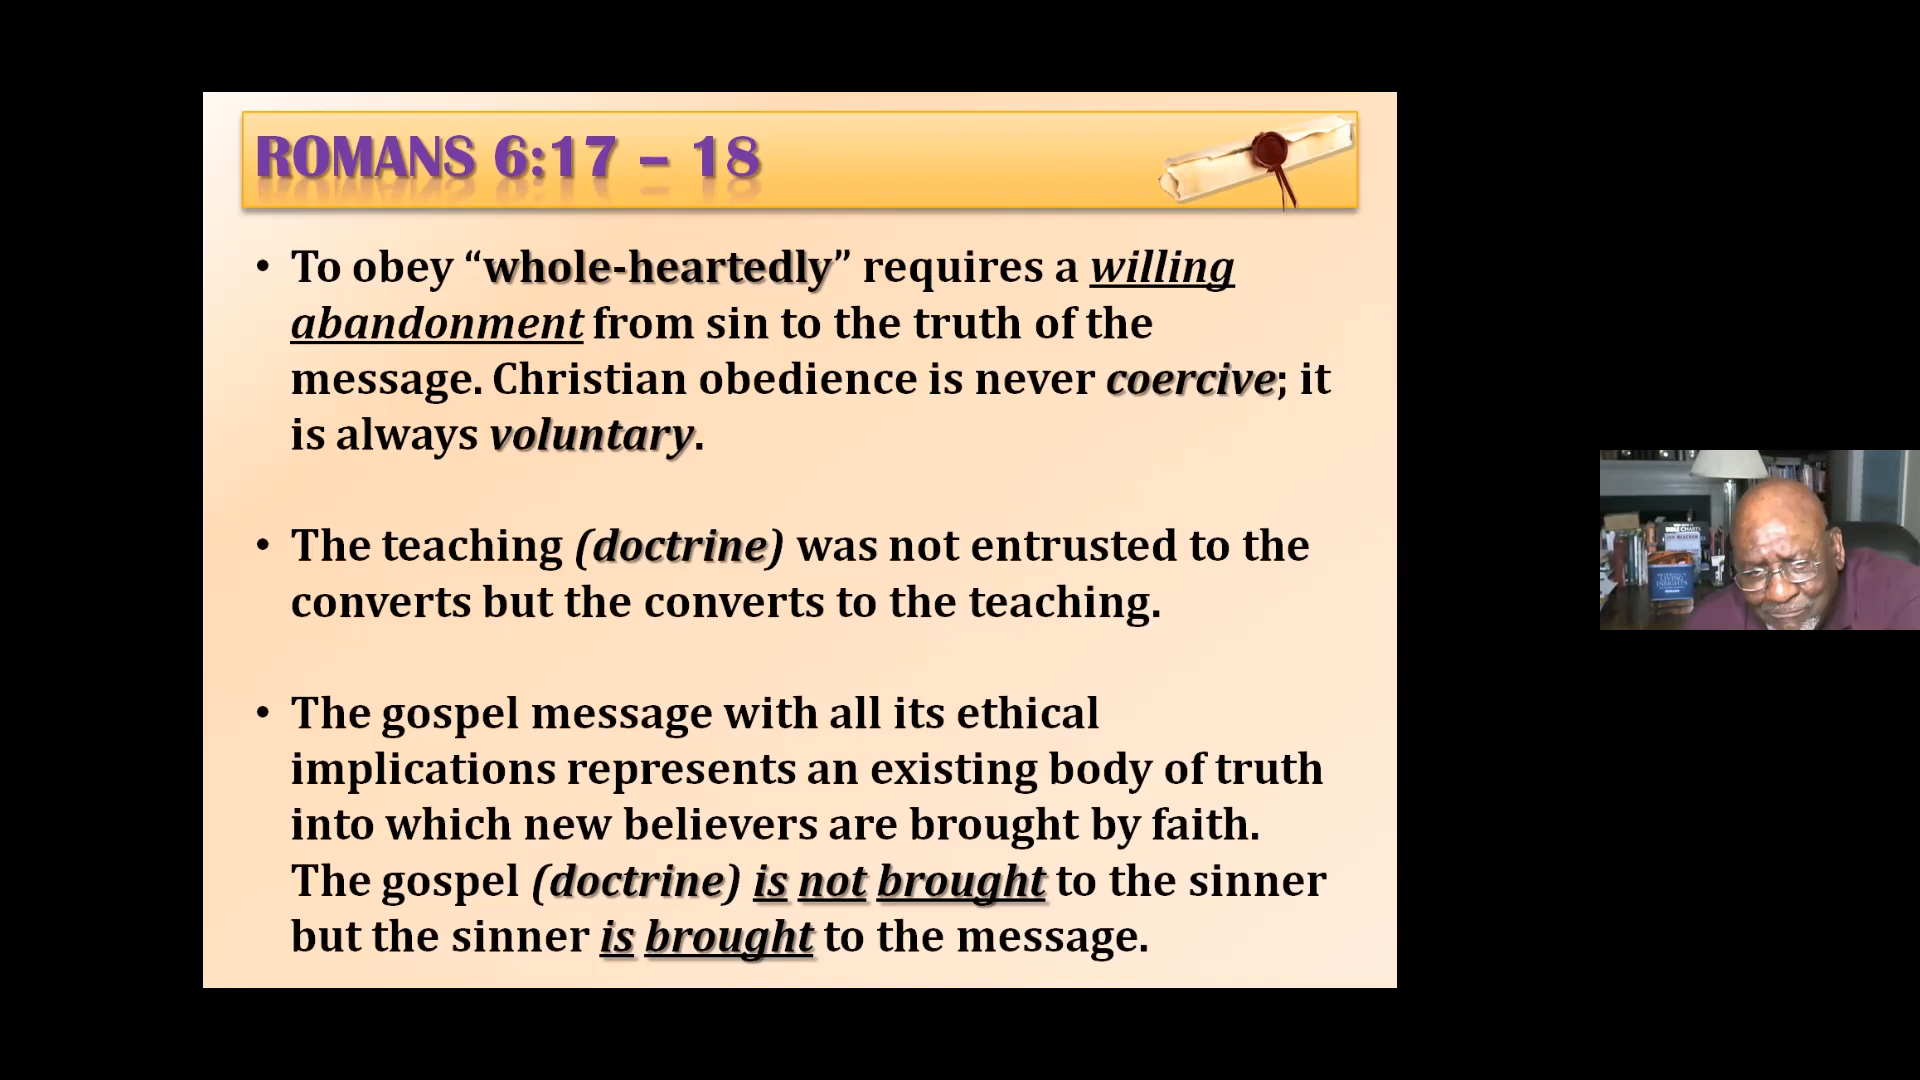 ROMANS 6:17 – 18
• To obey “whole-heartedly” requires a willing
abandonment from sin to the truth of the
message. Christian obedience is never coercive; it
is always voluntary.
• The teaching (doctrine) was not entrusted to the
converts but the converts to the teaching.
• The gospel message with all its ethical
implications represents an existing body of truth
into which new believers are brought by faith.
The gospel (doctrine) is not brought to the sinner
but the sinner is brought to the message.
LIVING
INSIGHTS